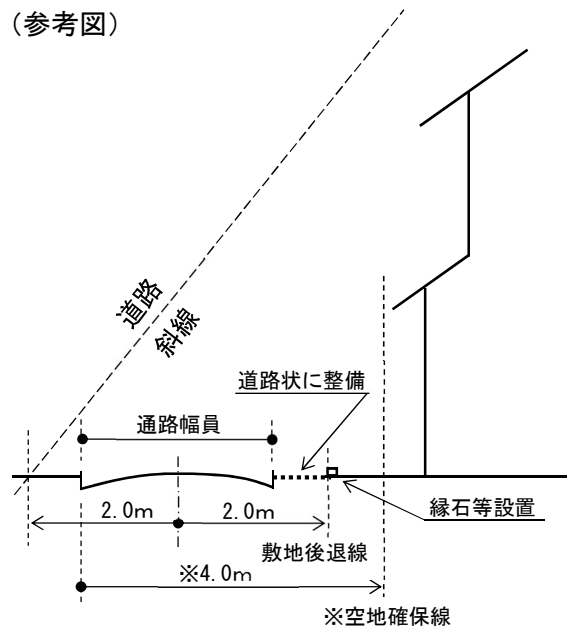 (参考図)
道路
斜線
道路状に整備
通路幅員
縁石等設置
2.0m
2.0m
敷地後退線
※4.0m
※空地確保線